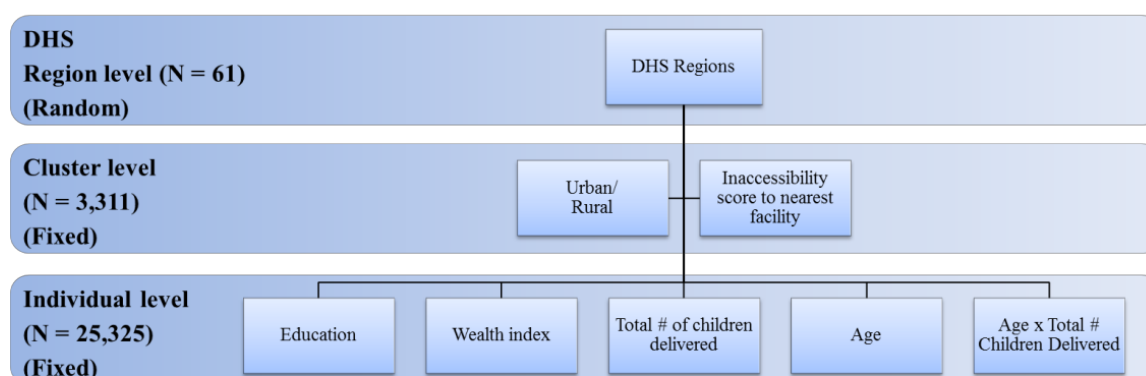 DHS
Region level (N = 61)
(Random)
DHS Regions
Cluster level
(N = 3,311)
(Fixed)
Urban/
Rural
Inaccessibility
score to nearest
facility
Individual level
(N = 25,325)
(Fixed)
Education
Wealth index
Total # of children
delivered
Age
Age x Total #
Children Delivered